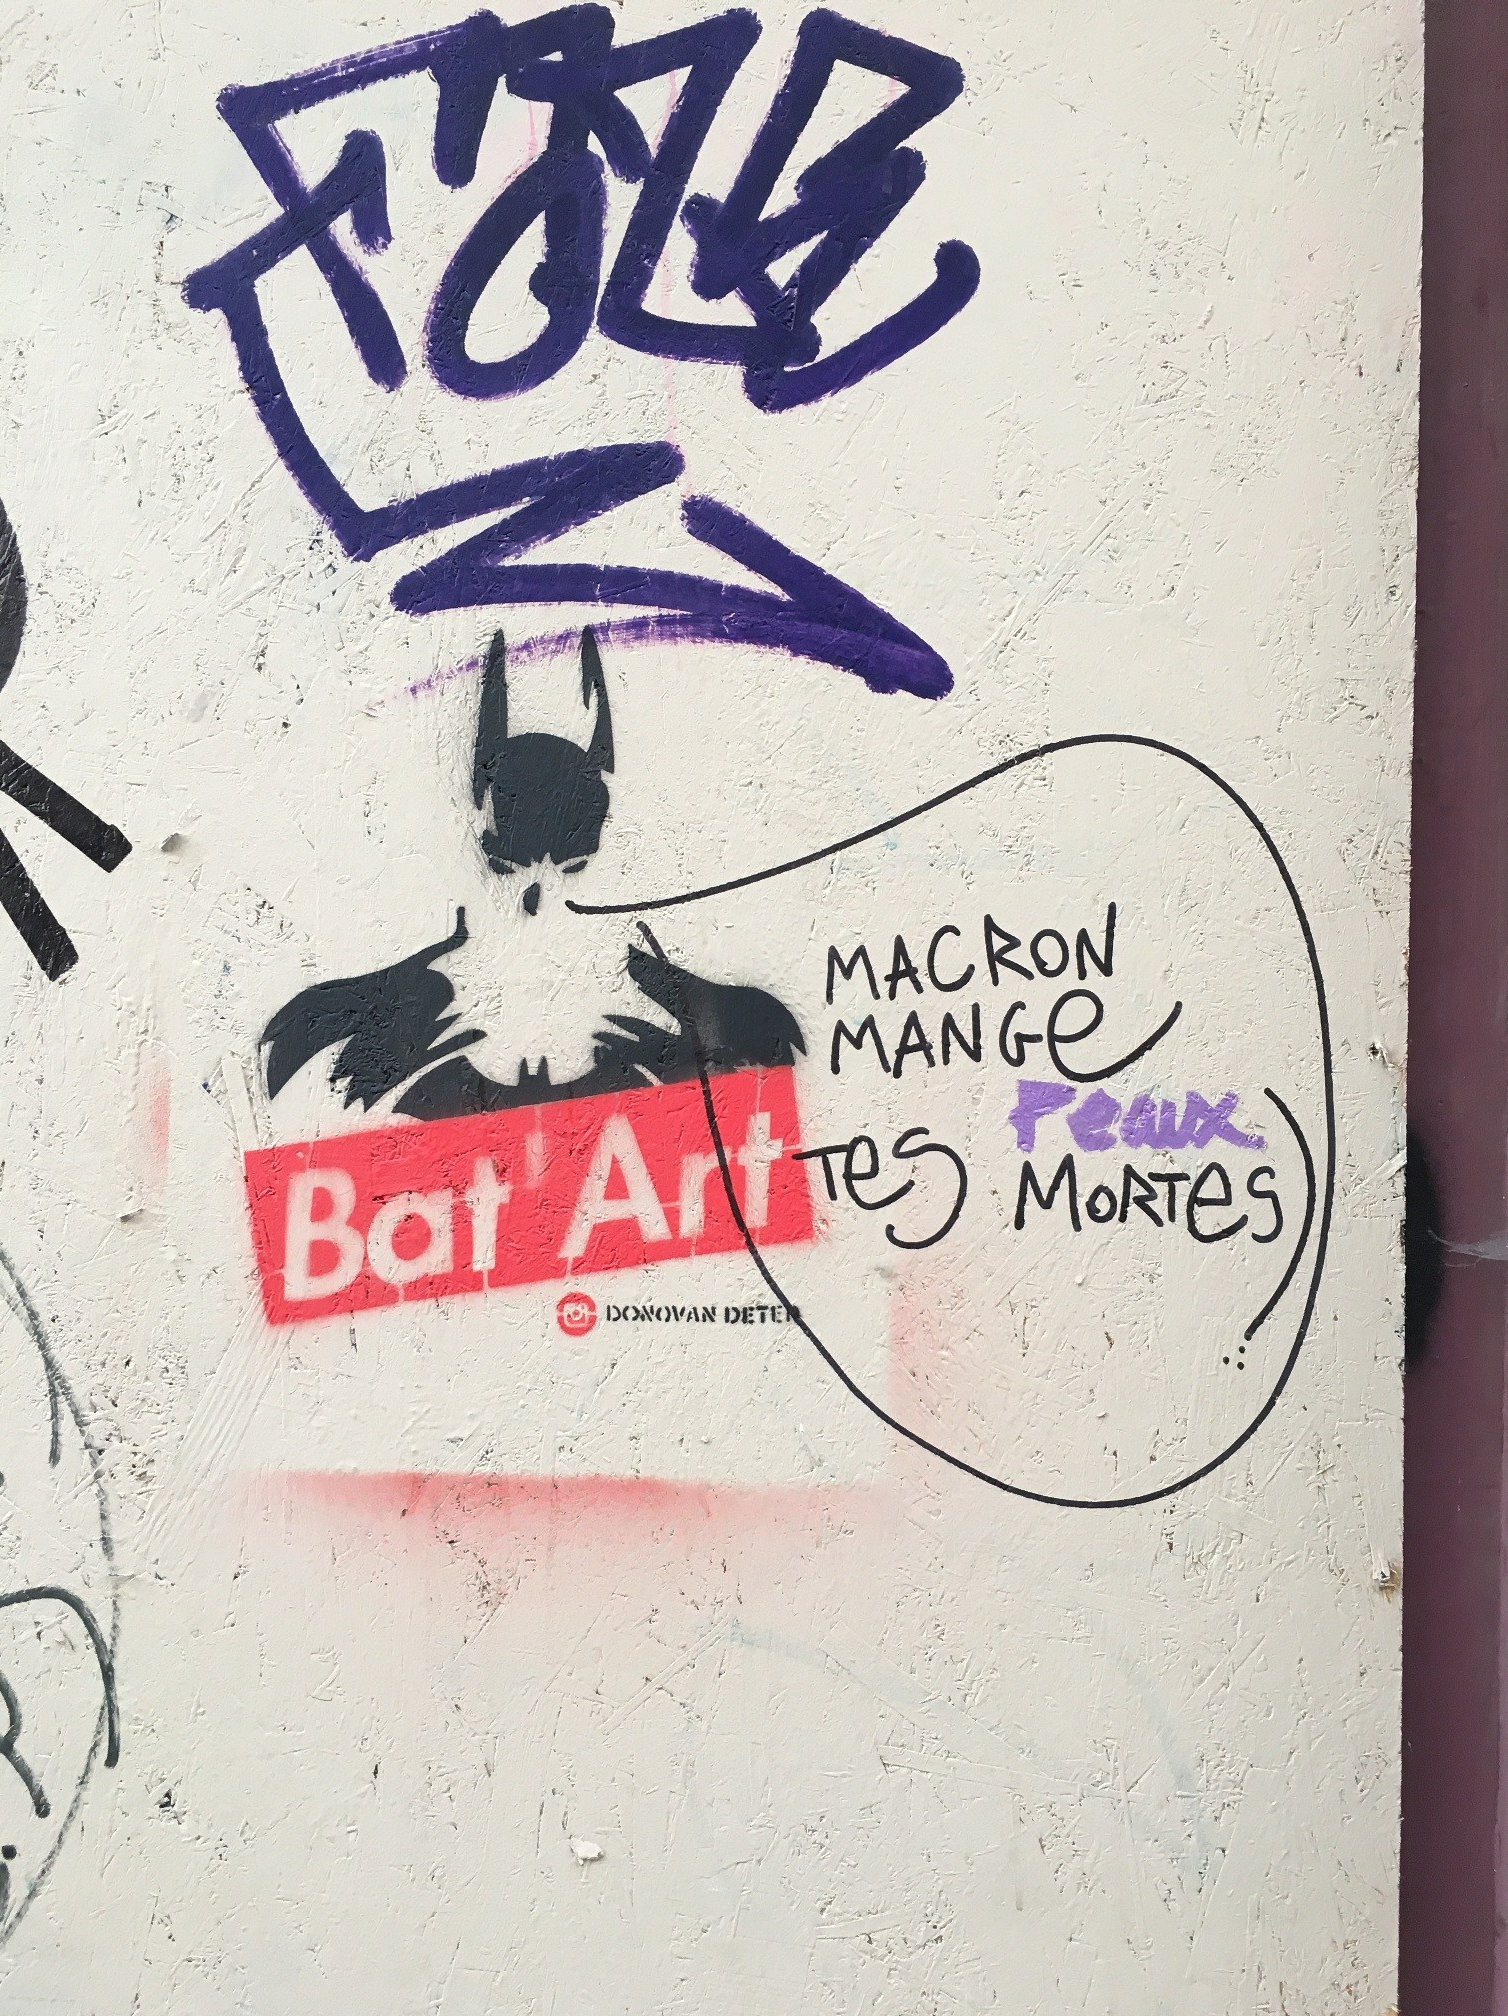 MACRON
MANGe
Peaux
Tes MoRTes
Bat'Art
DONOVAN DETER